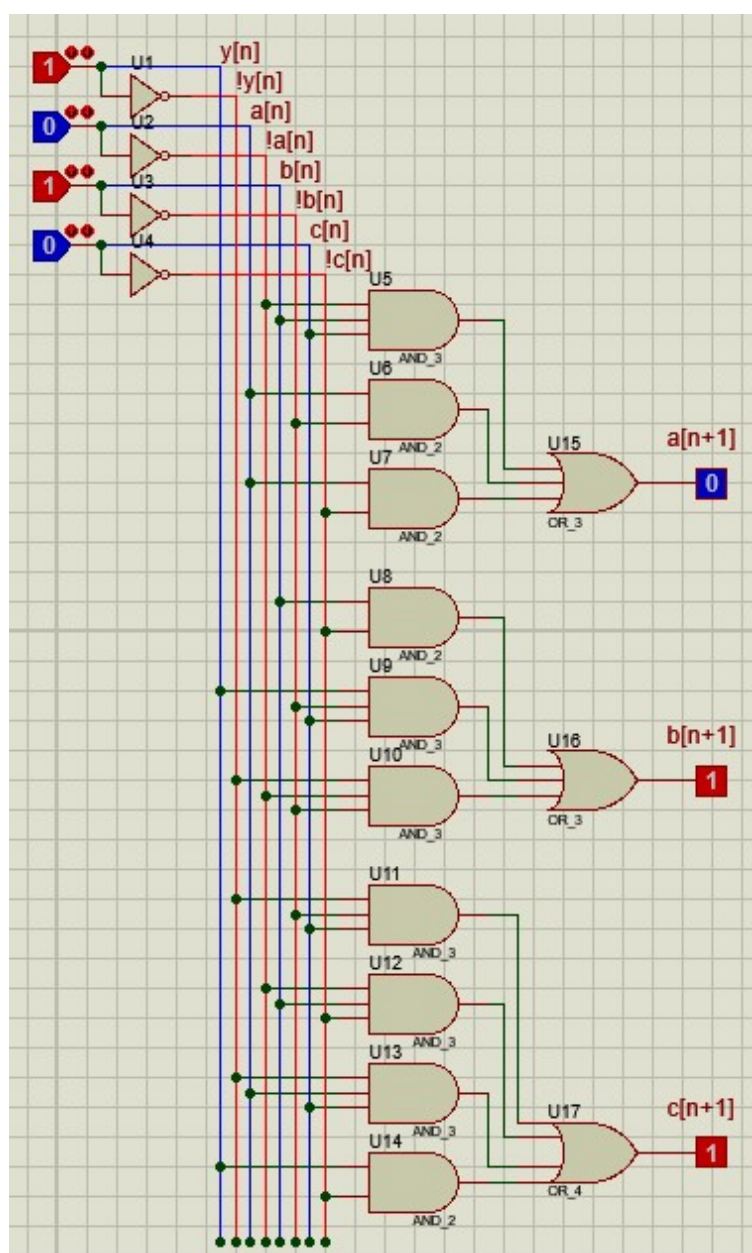 y[n]
1
U1
!y[n]
a[n]
0
U2
!a[n]
b[n]
1
U3
!b[n]
c[n]
0
U4
!c[n]
U5
AND_3
U6
AND_2
U7
AND_2
U15
OR_3
a[n+1]
0
U8
AND_2
U9
AND_3
U10
AND_3
U16
OR_3
b[n+1]
1
U11
AND_3
U12
AND_3
U13
AND_3
U14
AND_2
U17
OR_4
c[n+1]
1